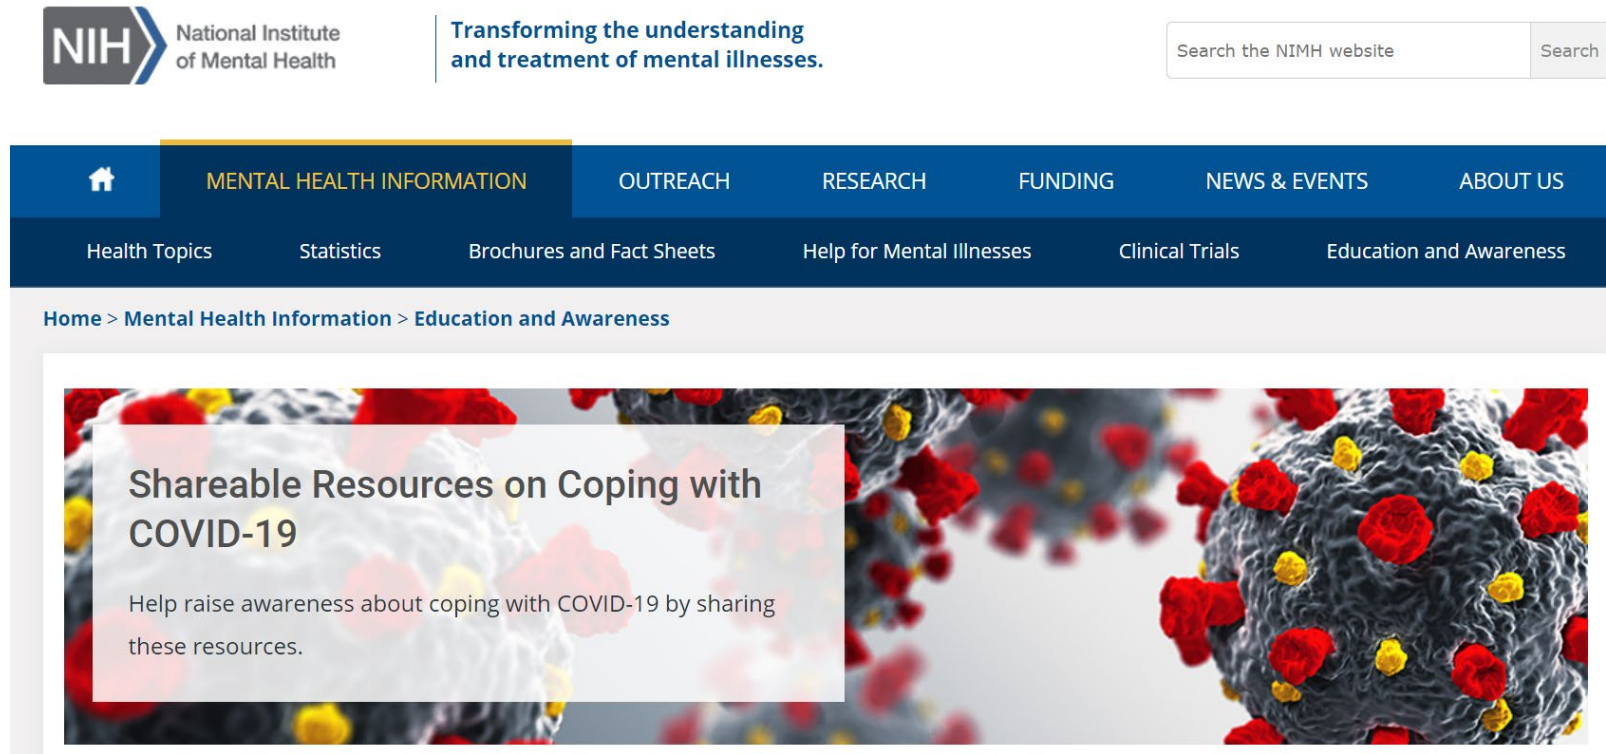 NIH
National Institute
of Mental Health
Transforming the understanding
and treatment of mental illnesses.
Search the NIMH website
Search
MENTAL HEALTH INFORMATION
OUTREACH
RESEARCH
FUNDING
NEWS & EVENTS
ABOUT US
Health Topics
Statistics
Brochures and Fact Sheets
Help for Mental Illnesses
Clinical Trials
Education and Awareness
Home > Mental Health Information > Education and Awareness
Shareable Resources on Coping with
COVID-19
Help raise awareness about coping with COVID-19 by sharing
these resources.